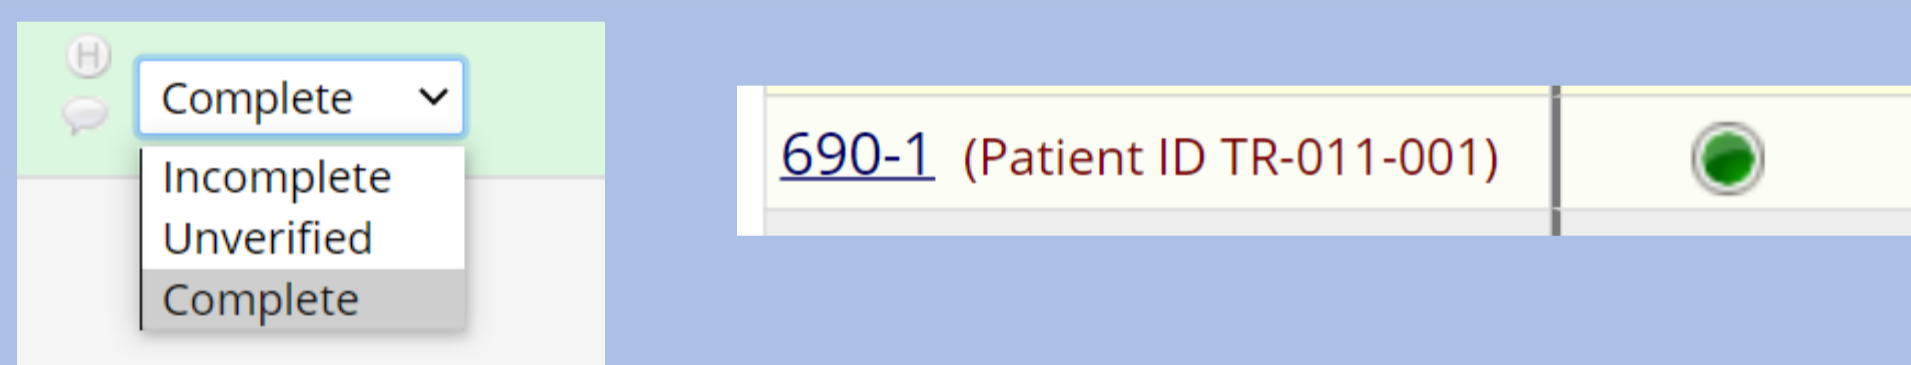 H
Complete
Incomplete
Unverified
Complete
690-1 (Patient ID TR-011-001)